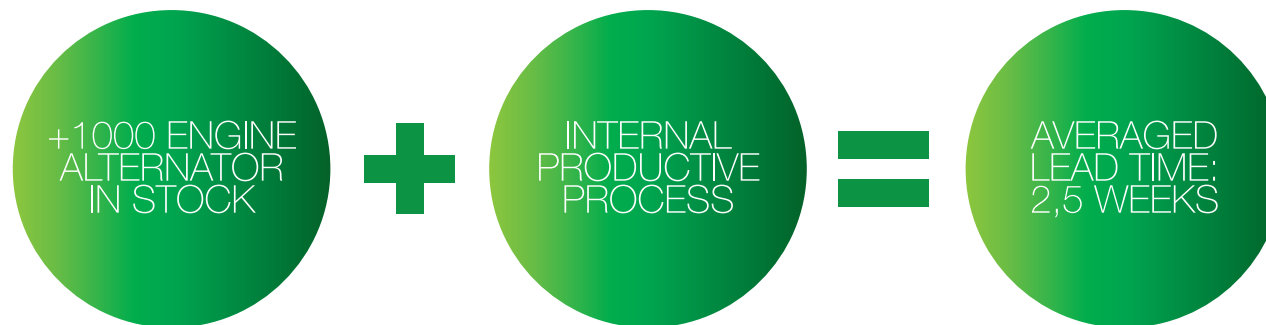 +1000 ENGINE
ALTERNATOR
IN STOCK
INTERNAL
PRODUCTIVE
PROCESS
AVERAGED
LEAD TIME:
2,5 WEEKS